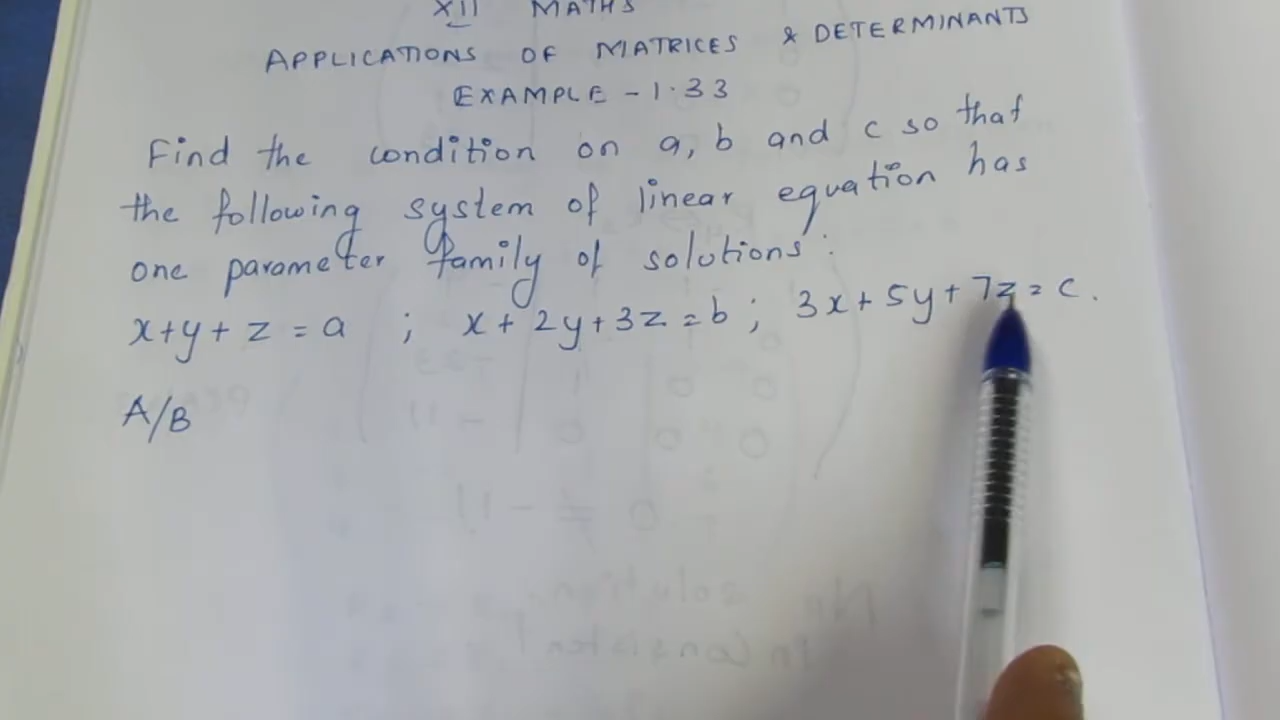 XII MATHS
APPLICATIONS OF MATRICES & DETERMINANTS
EXAMPLE - 1.33
Find the condition on a, b and c so that
the following system of linear equation has
one parameter family of solutions:
x+y+z=a ; x+2y+3z=b; 3x+5y+7z=c.
A/B